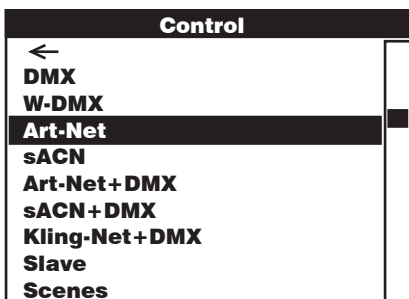 Control
←
DMX
W-DMX
Art-Net
sACN
Art-Net+DMX
sACN+DMX
Kling-Net+DMX
Slave
Scenes